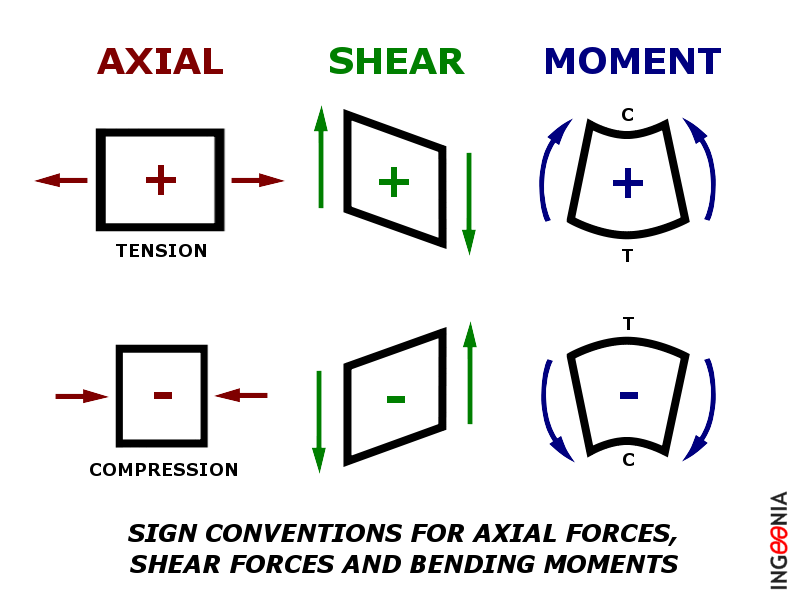 AXIAL SHEAR MOMENT
C
+ + +
TENSION
T
T
- - -
COMPRESSION
C
SIGN CONVENTIONS FOR AXIAL FORCES,
SHEAR FORCES AND BENDING MOMENTS
INGEENIA